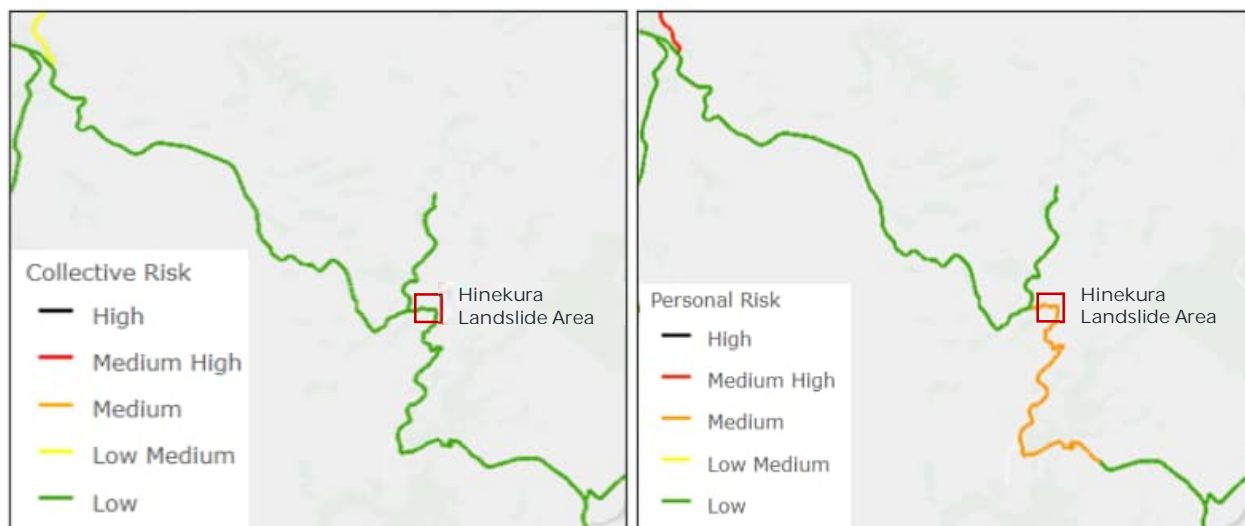 Collective Risk
High
Medium High
Medium
Low Medium
Low
Hinekura
Landslide Area
Personal Risk
High
Medium High
Medium
Low Medium
Low
Hinekura
Landslide Area